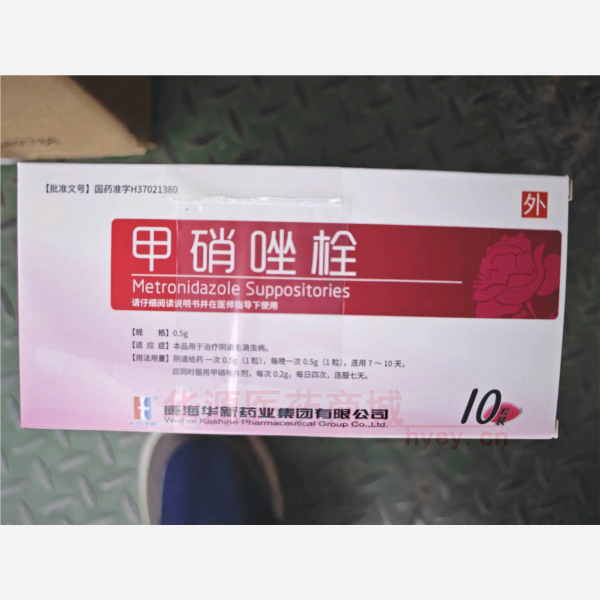 【批准文号】国药准字H37021380
外
甲硝唑栓
Metronidazole Suppositories
请仔细阅读说明书并在医师指导下使用
【规 格】0.5g
【适 应 症】本品用于治疗阴道毛滴虫病。
【用法用量】阴道给药 一次 0.5g(1粒),每晚一次 0.5g(1粒),连用 7～10 天,
应同时服用甲硝唑片剂,每次 0.2g,每日四次,连服七天。
威海华新药业集团有限公司
Weihai Kashine Pharmaceutical Group Co.,Ltd.
10粒装
华源医药商城
hyey.cn